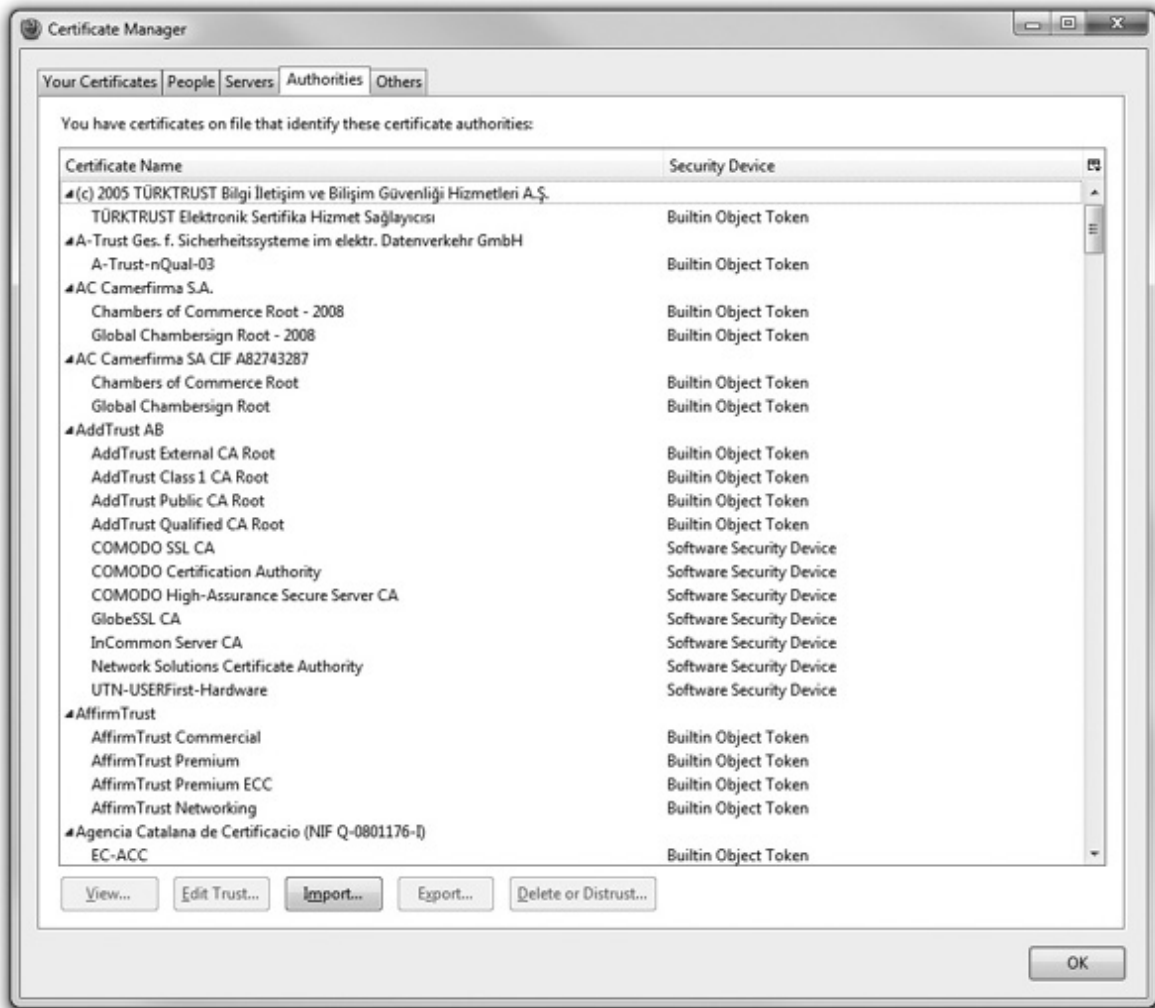 Certificate Manager
Your Certificates People Servers Authorities Others
You have certificates on file that identify these certificate authorities:
Certificate Name Security Device
(c) 2005 TÜRKTRUST Bilgi İletişim ve Bilişim Güvenliği Hizmetleri A.Ş.
TÜRKTRUST Elektronik Sertifika Hizmet Sağlayıcısı Builtin Object Token
A-Trust Ges. f. Sicherheitssysteme im elektr. Datenverkehr GmbH
A-Trust-nQual-03 Builtin Object Token
AC Camerfirma S.A.
Chambers of Commerce Root - 2008 Builtin Object Token
Global Chambersign Root - 2008 Builtin Object Token
AC Camerfirma SA CIF A82743287
Chambers of Commerce Root Builtin Object Token
Global Chambersign Root Builtin Object Token
AddTrust AB
AddTrust External CA Root Builtin Object Token
AddTrust Class 1 CA Root Builtin Object Token
AddTrust Public CA Root Builtin Object Token
AddTrust Qualified CA Root Builtin Object Token
COMODO SSL CA Software Security Device
COMODO Certification Authority Software Security Device
COMODO High-Assurance Secure Server CA Software Security Device
GlobeSSL CA Software Security Device
InCommon Server CA Software Security Device
Network Solutions Certificate Authority Software Security Device
UTN-USERFirst-Hardware Software Security Device
AffirmTrust
AffirmTrust Commercial Builtin Object Token
AffirmTrust Premium Builtin Object Token
AffirmTrust Premium ECC Builtin Object Token
AffirmTrust Networking Builtin Object Token
Agencia Catalana de Certificacio (NIF Q-0801176-I)
EC-ACC Builtin Object Token
View... Edit Trust... Import... Export... Delete or Distrust...
OK